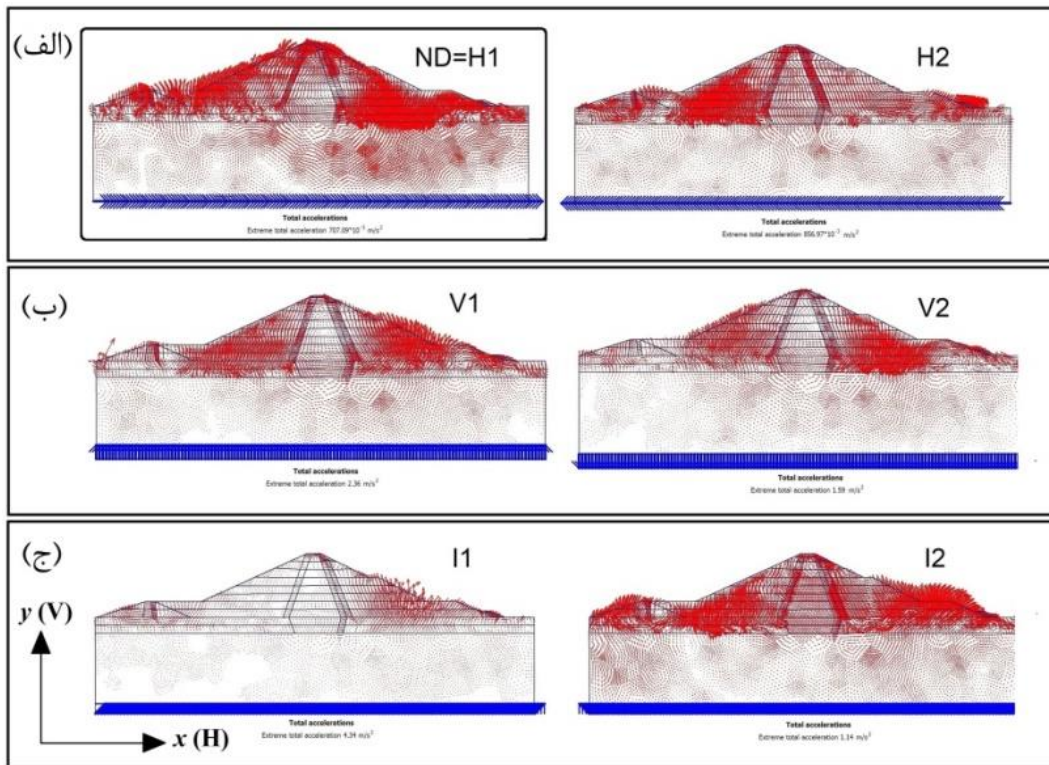 (الف)
ND=H1
H2
Total accelerations
Extreme total acceleration 707.09*10⁻³ m/s²
Total accelerations
Extreme total acceleration 856.97*10⁻³ m/s²
(ب)
V1
V2
Total accelerations
Extreme total acceleration 2.36 m/s²
Total accelerations
Extreme total acceleration 1.59 m/s²
(ج)
I1
I2
y (V)
x (H)
Total accelerations
Extreme total acceleration 4.34 m/s²
Total accelerations
Extreme total acceleration 1.14 m/s²